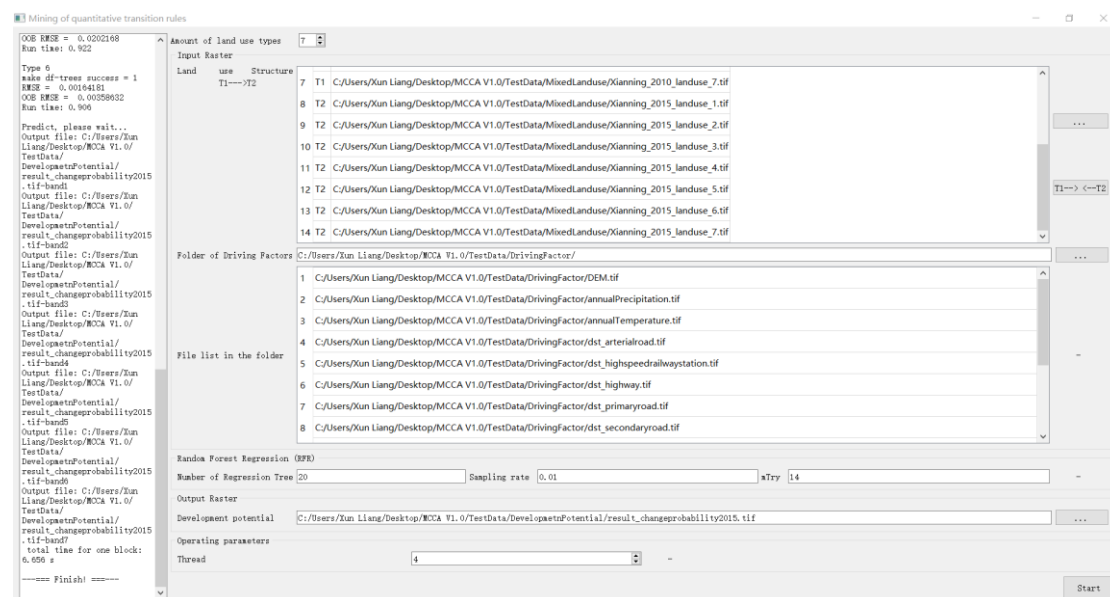 Mining of quantitative transition rules
OOB RMSE =  0.0202168
Run time: 0.922
Type 6
make df-trees success = 1
RMSE =  0.00164181
OOB RMSE =  0.00358632
Run time: 0.906
Predict, please wait...
Output file: C:/Users/Xun
Liang/Desktop/MCCA V1.0/
TestData/
DevelopmetnPotential/
result_changeprobability2015
.tif-band1
Output file: C:/Users/Xun
Liang/Desktop/MCCA V1.0/
TestData/
DevelopmetnPotential/
result_changeprobability2015
.tif-band2
Output file: C:/Users/Xun
Liang/Desktop/MCCA V1.0/
TestData/
DevelopmetnPotential/
result_changeprobability2015
.tif-band3
Output file: C:/Users/Xun
Liang/Desktop/MCCA V1.0/
TestData/
DevelopmetnPotential/
result_changeprobability2015
.tif-band4
Output file: C:/Users/Xun
Liang/Desktop/MCCA V1.0/
TestData/
DevelopmetnPotential/
result_changeprobability2015
.tif-band5
Output file: C:/Users/Xun
Liang/Desktop/MCCA V1.0/
TestData/
DevelopmetnPotential/
result_changeprobability2015
.tif-band6
Output file: C:/Users/Xun
Liang/Desktop/MCCA V1.0/
TestData/
DevelopmetnPotential/
result_changeprobability2015
.tif-band7
total time for one block:
6.656 s
---=== Finish! ===---
Amount of land use types 7
Input Raster
Land use Structure
T1--->T2
7 T1 C:/Users/Xun Liang/Desktop/MCCA V1.0/TestData/MixedLanduse/Xianning_2010_landuse_7.tif
8 T2 C:/Users/Xun Liang/Desktop/MCCA V1.0/TestData/MixedLanduse/Xianning_2015_landuse_1.tif
9 T2 C:/Users/Xun Liang/Desktop/MCCA V1.0/TestData/MixedLanduse/Xianning_2015_landuse_2.tif
10 T2 C:/Users/Xun Liang/Desktop/MCCA V1.0/TestData/MixedLanduse/Xianning_2015_landuse_3.tif
11 T2 C:/Users/Xun Liang/Desktop/MCCA V1.0/TestData/MixedLanduse/Xianning_2015_landuse_4.tif
12 T2 C:/Users/Xun Liang/Desktop/MCCA V1.0/TestData/MixedLanduse/Xianning_2015_landuse_5.tif
13 T2 C:/Users/Xun Liang/Desktop/MCCA V1.0/TestData/MixedLanduse/Xianning_2015_landuse_6.tif
14 T2 C:/Users/Xun Liang/Desktop/MCCA V1.0/TestData/MixedLanduse/Xianning_2015_landuse_7.tif
...
T1--> <--T2
Folder of Driving Factors C:/Users/Xun Liang/Desktop/MCCA V1.0/TestData/DrivingFactor/ ...
File list in the folder
1 C:/Users/Xun Liang/Desktop/MCCA V1.0/TestData/DrivingFactor/DEM.tif
2 C:/Users/Xun Liang/Desktop/MCCA V1.0/TestData/DrivingFactor/annualPrecipitation.tif
3 C:/Users/Xun Liang/Desktop/MCCA V1.0/TestData/DrivingFactor/annualTemperature.tif
4 C:/Users/Xun Liang/Desktop/MCCA V1.0/TestData/DrivingFactor/dst_arterialroad.tif
5 C:/Users/Xun Liang/Desktop/MCCA V1.0/TestData/DrivingFactor/dst_highspeedrailwaystation.tif
6 C:/Users/Xun Liang/Desktop/MCCA V1.0/TestData/DrivingFactor/dst_highway.tif
7 C:/Users/Xun Liang/Desktop/MCCA V1.0/TestData/DrivingFactor/dst_primaryroad.tif
8 C:/Users/Xun Liang/Desktop/MCCA V1.0/TestData/DrivingFactor/dst_secondaryroad.tif
-
Random Forest Regression (RFR)
Number of Regression Tree 20 Sampling rate 0.01 mTry 14 -
Output Raster
Development potential C:/Users/Xun Liang/Desktop/MCCA V1.0/TestData/DevelopmetnPotential/result_changeprobability2015.tif ...
Operating parameters
Thread 4 -
Start